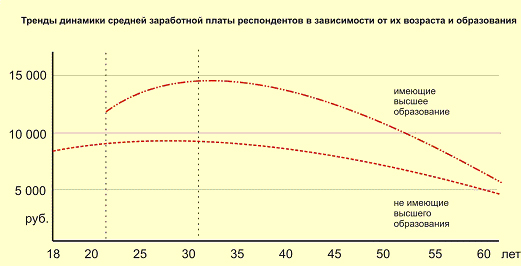 Тренды динамики средней заработной платы респондентов в зависимости от их возраста и образования
15 000
имеющие
высшее
образование
10 000
5 000
не имеющие
высшего
образования
руб.
18 20 25 30 35 40 45 50 55 60 лет